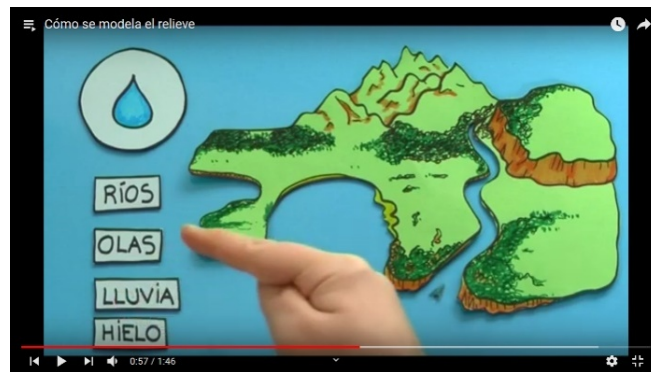 Cómo se modela el relieve
RÍOS
OLAS
LLUVIA
HIELO
0:57 / 1:46